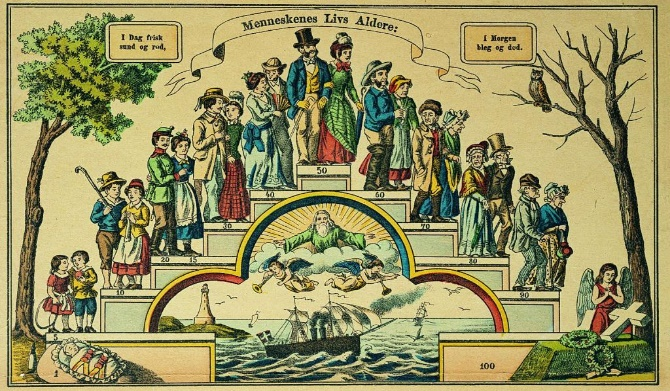 Menneskenes Livs Aldere:
I Dag frisk
sund og rød,
I Morgen
bleg og død.
50
40
60
30
70
20 15
80
10
90
1
100